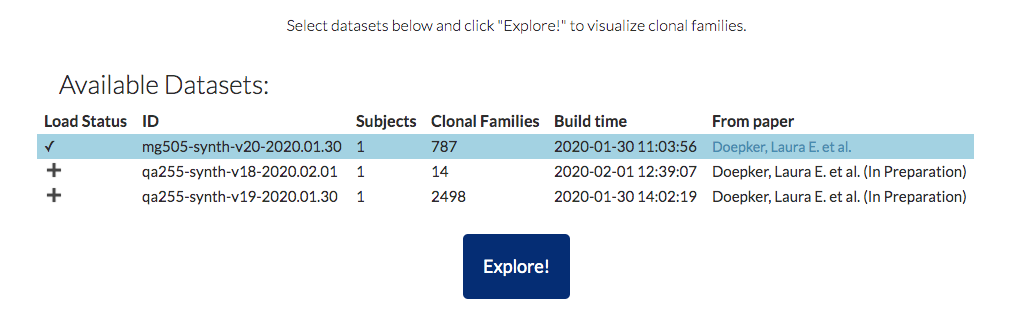 Select datasets below and click "Explore!" to visualize clonal families.
Available Datasets:
Load Status ID Subjects Clonal Families Build time From paper
✓ mg505-synth-v20-2020.01.30 1 787 2020-01-30 11:03:56 Doepker, Laura E. et al.
+ qa255-synth-v18-2020.02.01 1 14 2020-02-01 12:39:07 Doepker, Laura E. et al. (In Preparation)
+ qa255-synth-v19-2020.01.30 1 2498 2020-01-30 14:02:19 Doepker, Laura E. et al. (In Preparation)
Explore!